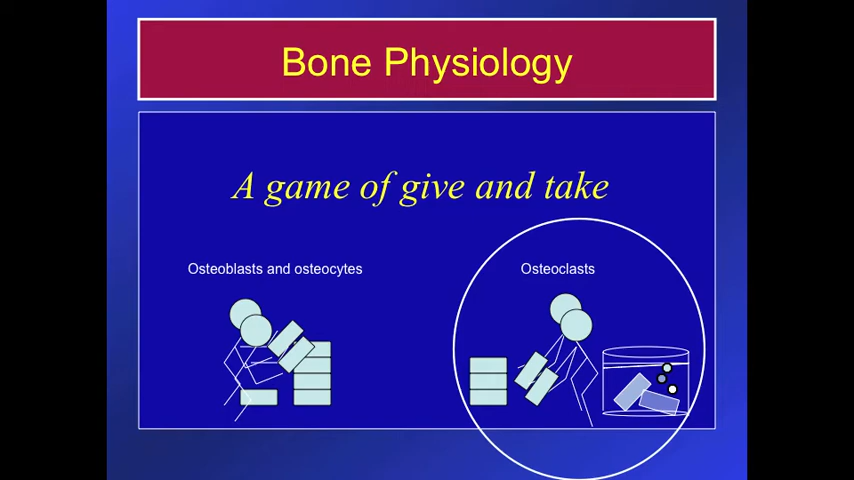 Bone Physiology
A game of give and take
Osteoblasts and osteocytes
Osteoclasts